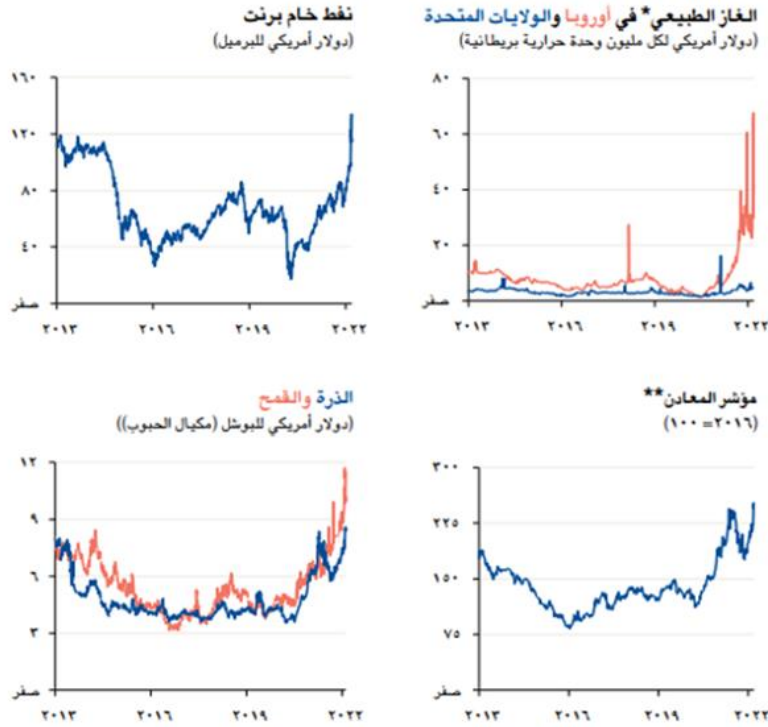 الغاز الطبيعي* في أوروبا والولايات المتحدة
(دولار أمريكي لكل مليون وحدة حرارية بريطانية)
٨٠
٦٠
٤٠
٢٠
صفر
٢٠١٣ ٢٠١٦ ٢٠١٩ ٢٠٢٢
نفط خام برنت
(دولار أمريكي للبرميل)
١٦٠
١٢٠
٨٠
٤٠
صفر
٢٠١٣ ٢٠١٦ ٢٠١٩ ٢٠٢٢
مؤشر المعادن**
(٢٠١٦= ١٠٠)
٣٠٠
٢٢٥
١٥٠
٧٥
صفر
٢٠١٣ ٢٠١٦ ٢٠١٩ ٢٠٢٢
الذرة والقمح
(دولار أمريكي للبوشل (مكيال الحبوب))
١٢
٩
٦
٣
صفر
٢٠١٣ ٢٠١٦ ٢٠١٩ ٢٠٢٢